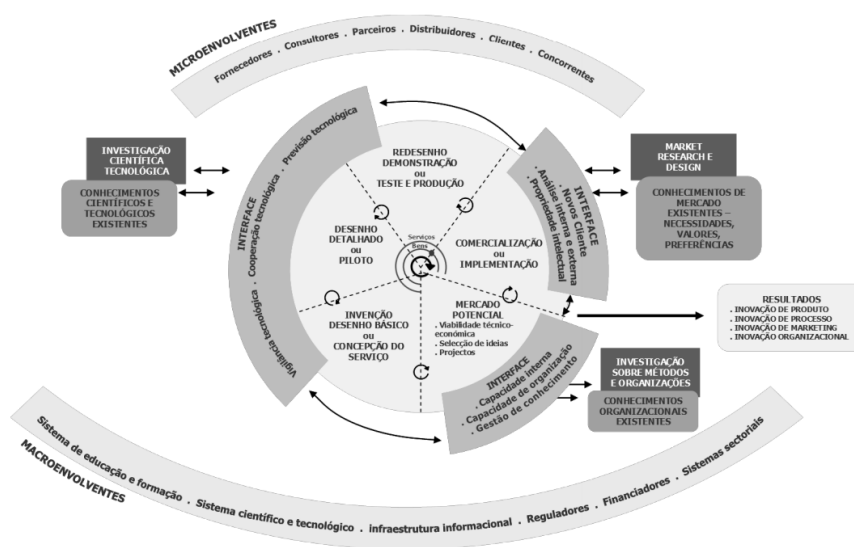 MICROENVOLVENTES
Fornecedores . Consultores . Parceiros . Distribuidores . Clientes . Concorrentes
INVESTIGAÇÃO
CIENTÍFICA
TECNOLÓGICA
CONHECIMENTOS
CIENTÍFICOS E
TECNOLÓGICOS
EXISTENTES
INTERFACE
Vigilância tecnológica . Cooperação tecnológica . Previsão tecnológica
REDESENHO
DEMONSTRAÇÃO
ou
TESTE E PRODUÇÃO
DESENHO
DETALHADO
ou
PILOTO
Serviços
Bens
COMERCIALIZAÇÃO
ou
IMPLEMENTAÇÃO
INVENÇÃO
DESENHO BÁSICO
ou
CONCEPÇÃO DO
SERVIÇO
MERCADO
POTENCIAL
. Viabilidade técnico-
económica
. Selecção de ideias
. Projectos
INTERFACE
. Novos Cliente
. Análise interna e externa
. Propriedade intelectual
MARKET
RESEARCH E
DESIGN
CONHECIMENTOS DE
MERCADO
EXISTENTES –
NECESSIDADES,
VALORES,
PREFERÊNCIAS
RESULTADOS
. INOVAÇÃO DE PRODUTO
. INOVAÇÃO DE PROCESSO
. INOVAÇÃO DE MARKETING
. INOVAÇÃO ORGANIZACIONAL
INTERFACE
. Capacidade interna
. Capacidade de organização
. Gestão de conhecimento
INVESTIGAÇÃO
SOBRE MÉTODOS
E ORGANIZAÇÕES
CONHECIMENTOS
ORGANIZACIONAIS
EXISTENTES
Sistema de educação e formação . Sistema científico e tecnológico . infraestrutura informacional . Reguladores . Financiadores . Sistemas sectoriais
MACROENVOLVENTES